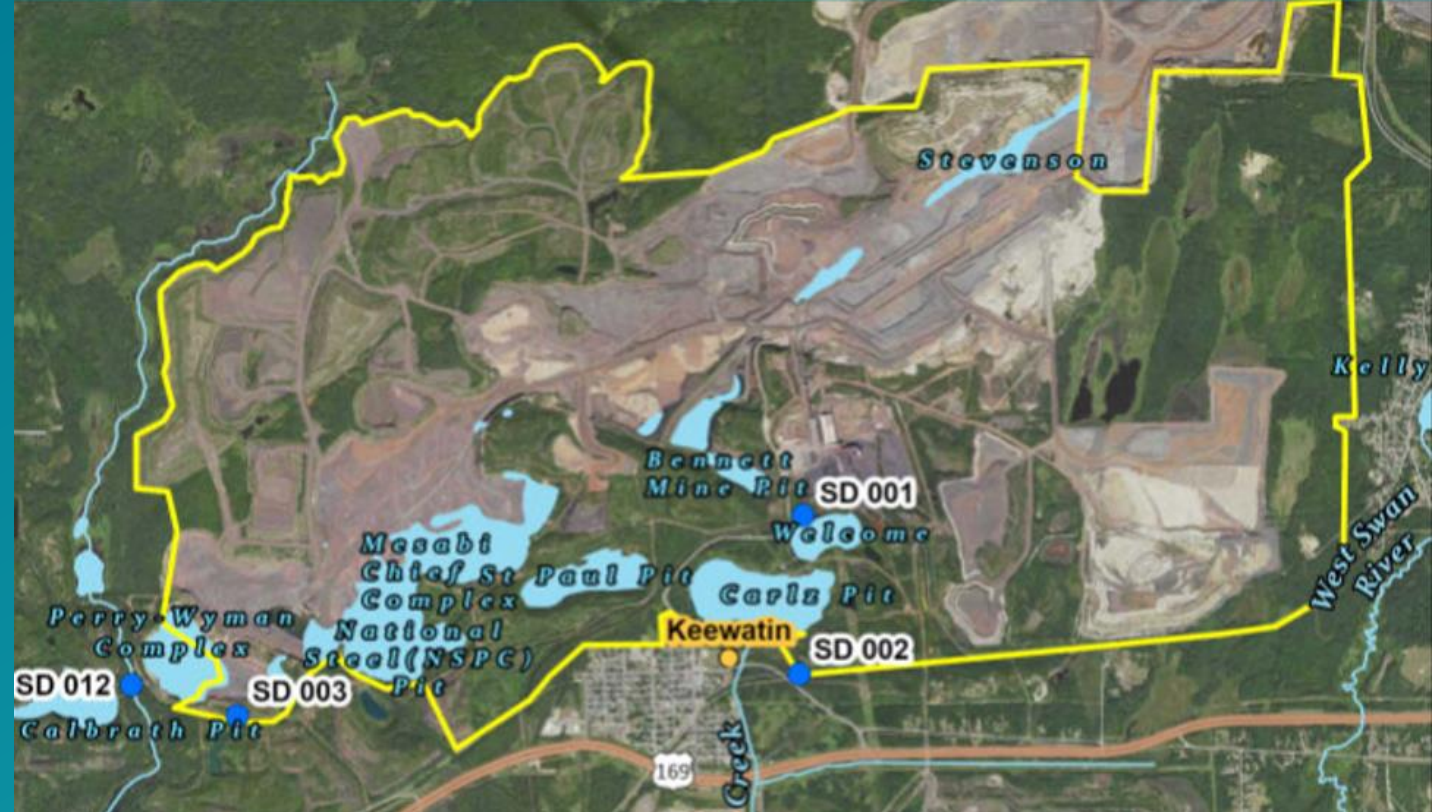 Stevenson
Kelly
Bennett
Mine Pit
SD 001
Welcome
Mesabi
Chief
Complex
St Paul Pit
Carlz Pit
West Swan
River
Perry-Wyman
Complex
National
Steel(NSPC)
Pit
Keewatin
SD 002
SD 012
SD 003
Calbrath Pit
169
Creek